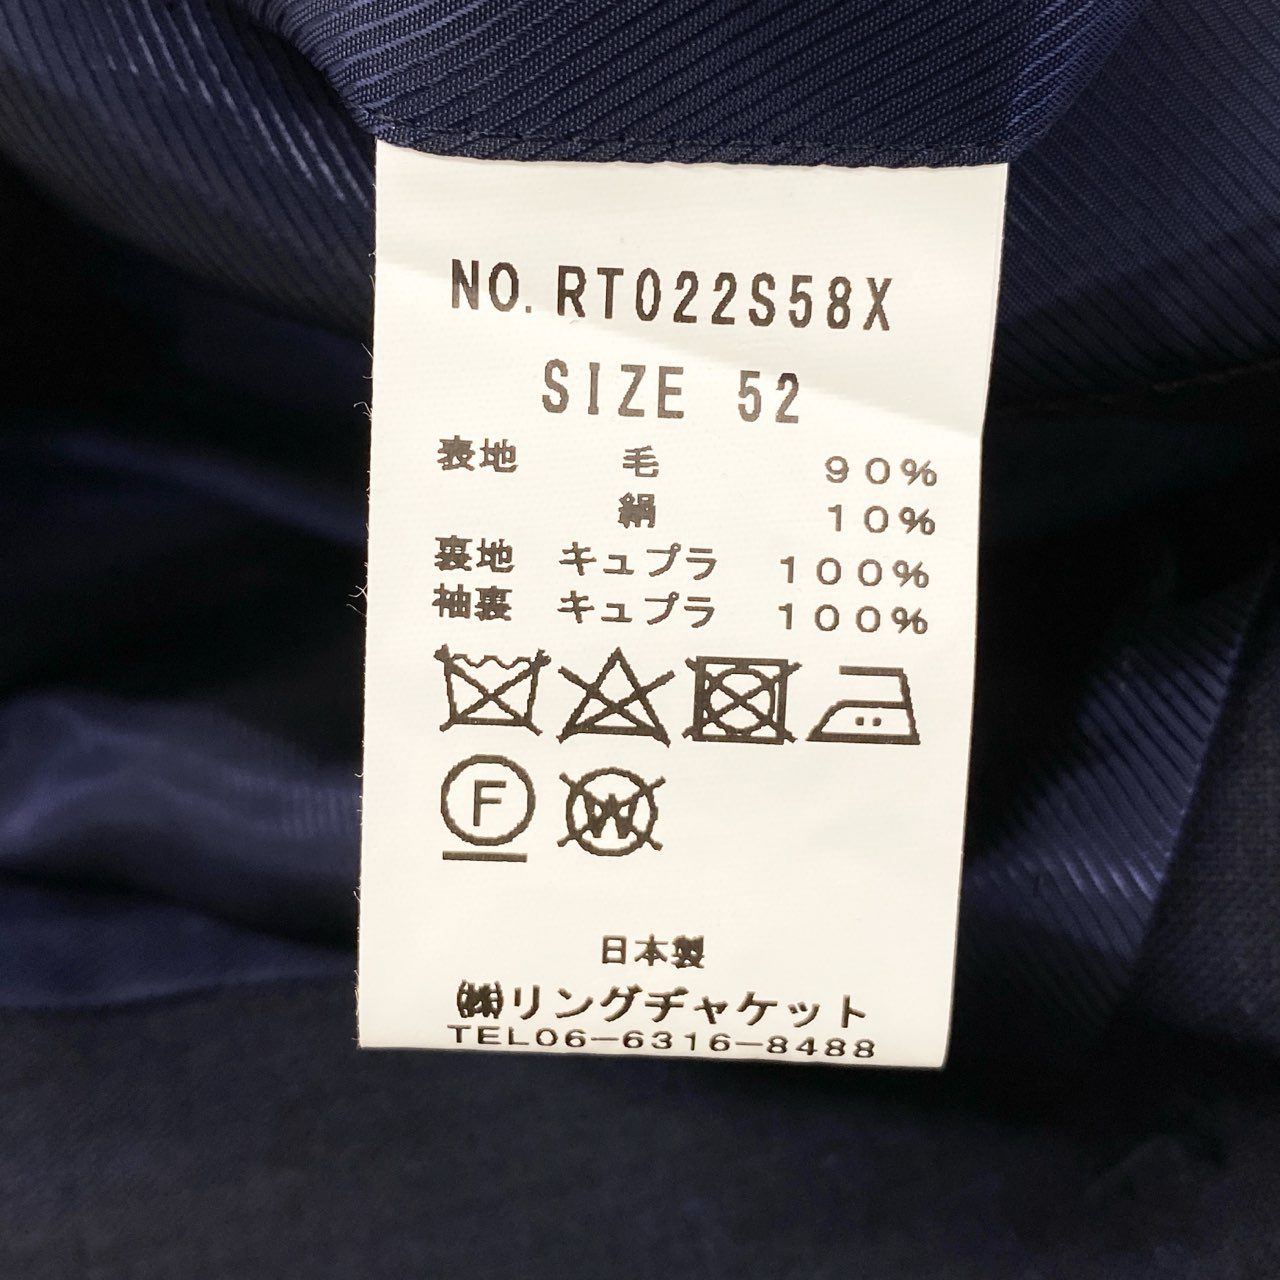 NO. RT022S58X
SIZE 52
表地 毛 90%
絹 10%
裏地 キュプラ 100%
袖裏 キュプラ 100%
F W
日本製
㈱リングヂャケット
TEL06-6316-8488